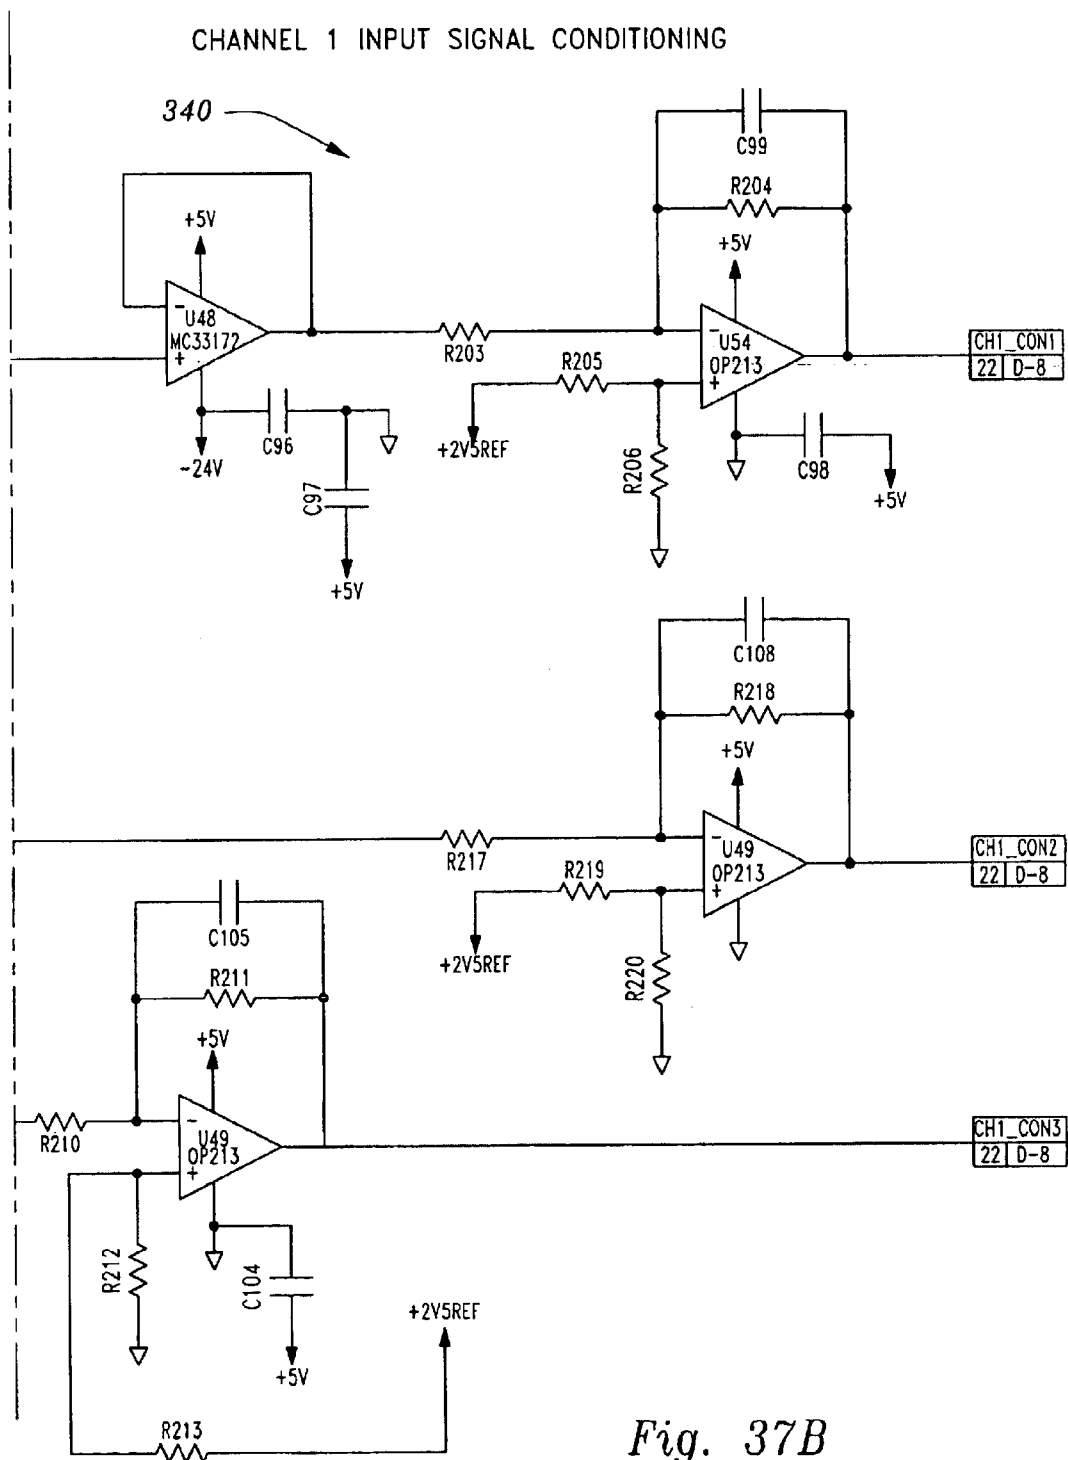 CHANNEL 1 INPUT SIGNAL CONDITIONING
340
C99
R204
+5V
+5V
-
U48
MC33172
+
R203
-
U54
OP213
+
CH1_CON1
22 D-8
R205
+2V5REF
C96
-24V
R206
C98
+5V
C97
+5V
C108
R218
+5V
R217
-
U49
OP213
+
CH1_CON2
22 D-8
R219
+2V5REF
R220
C105
R211
+5V
R210
-
U49
OP213
+
CH1_CON3
22 D-8
R212
C104
+5V
+2V5REF
R213
Fig. 37B